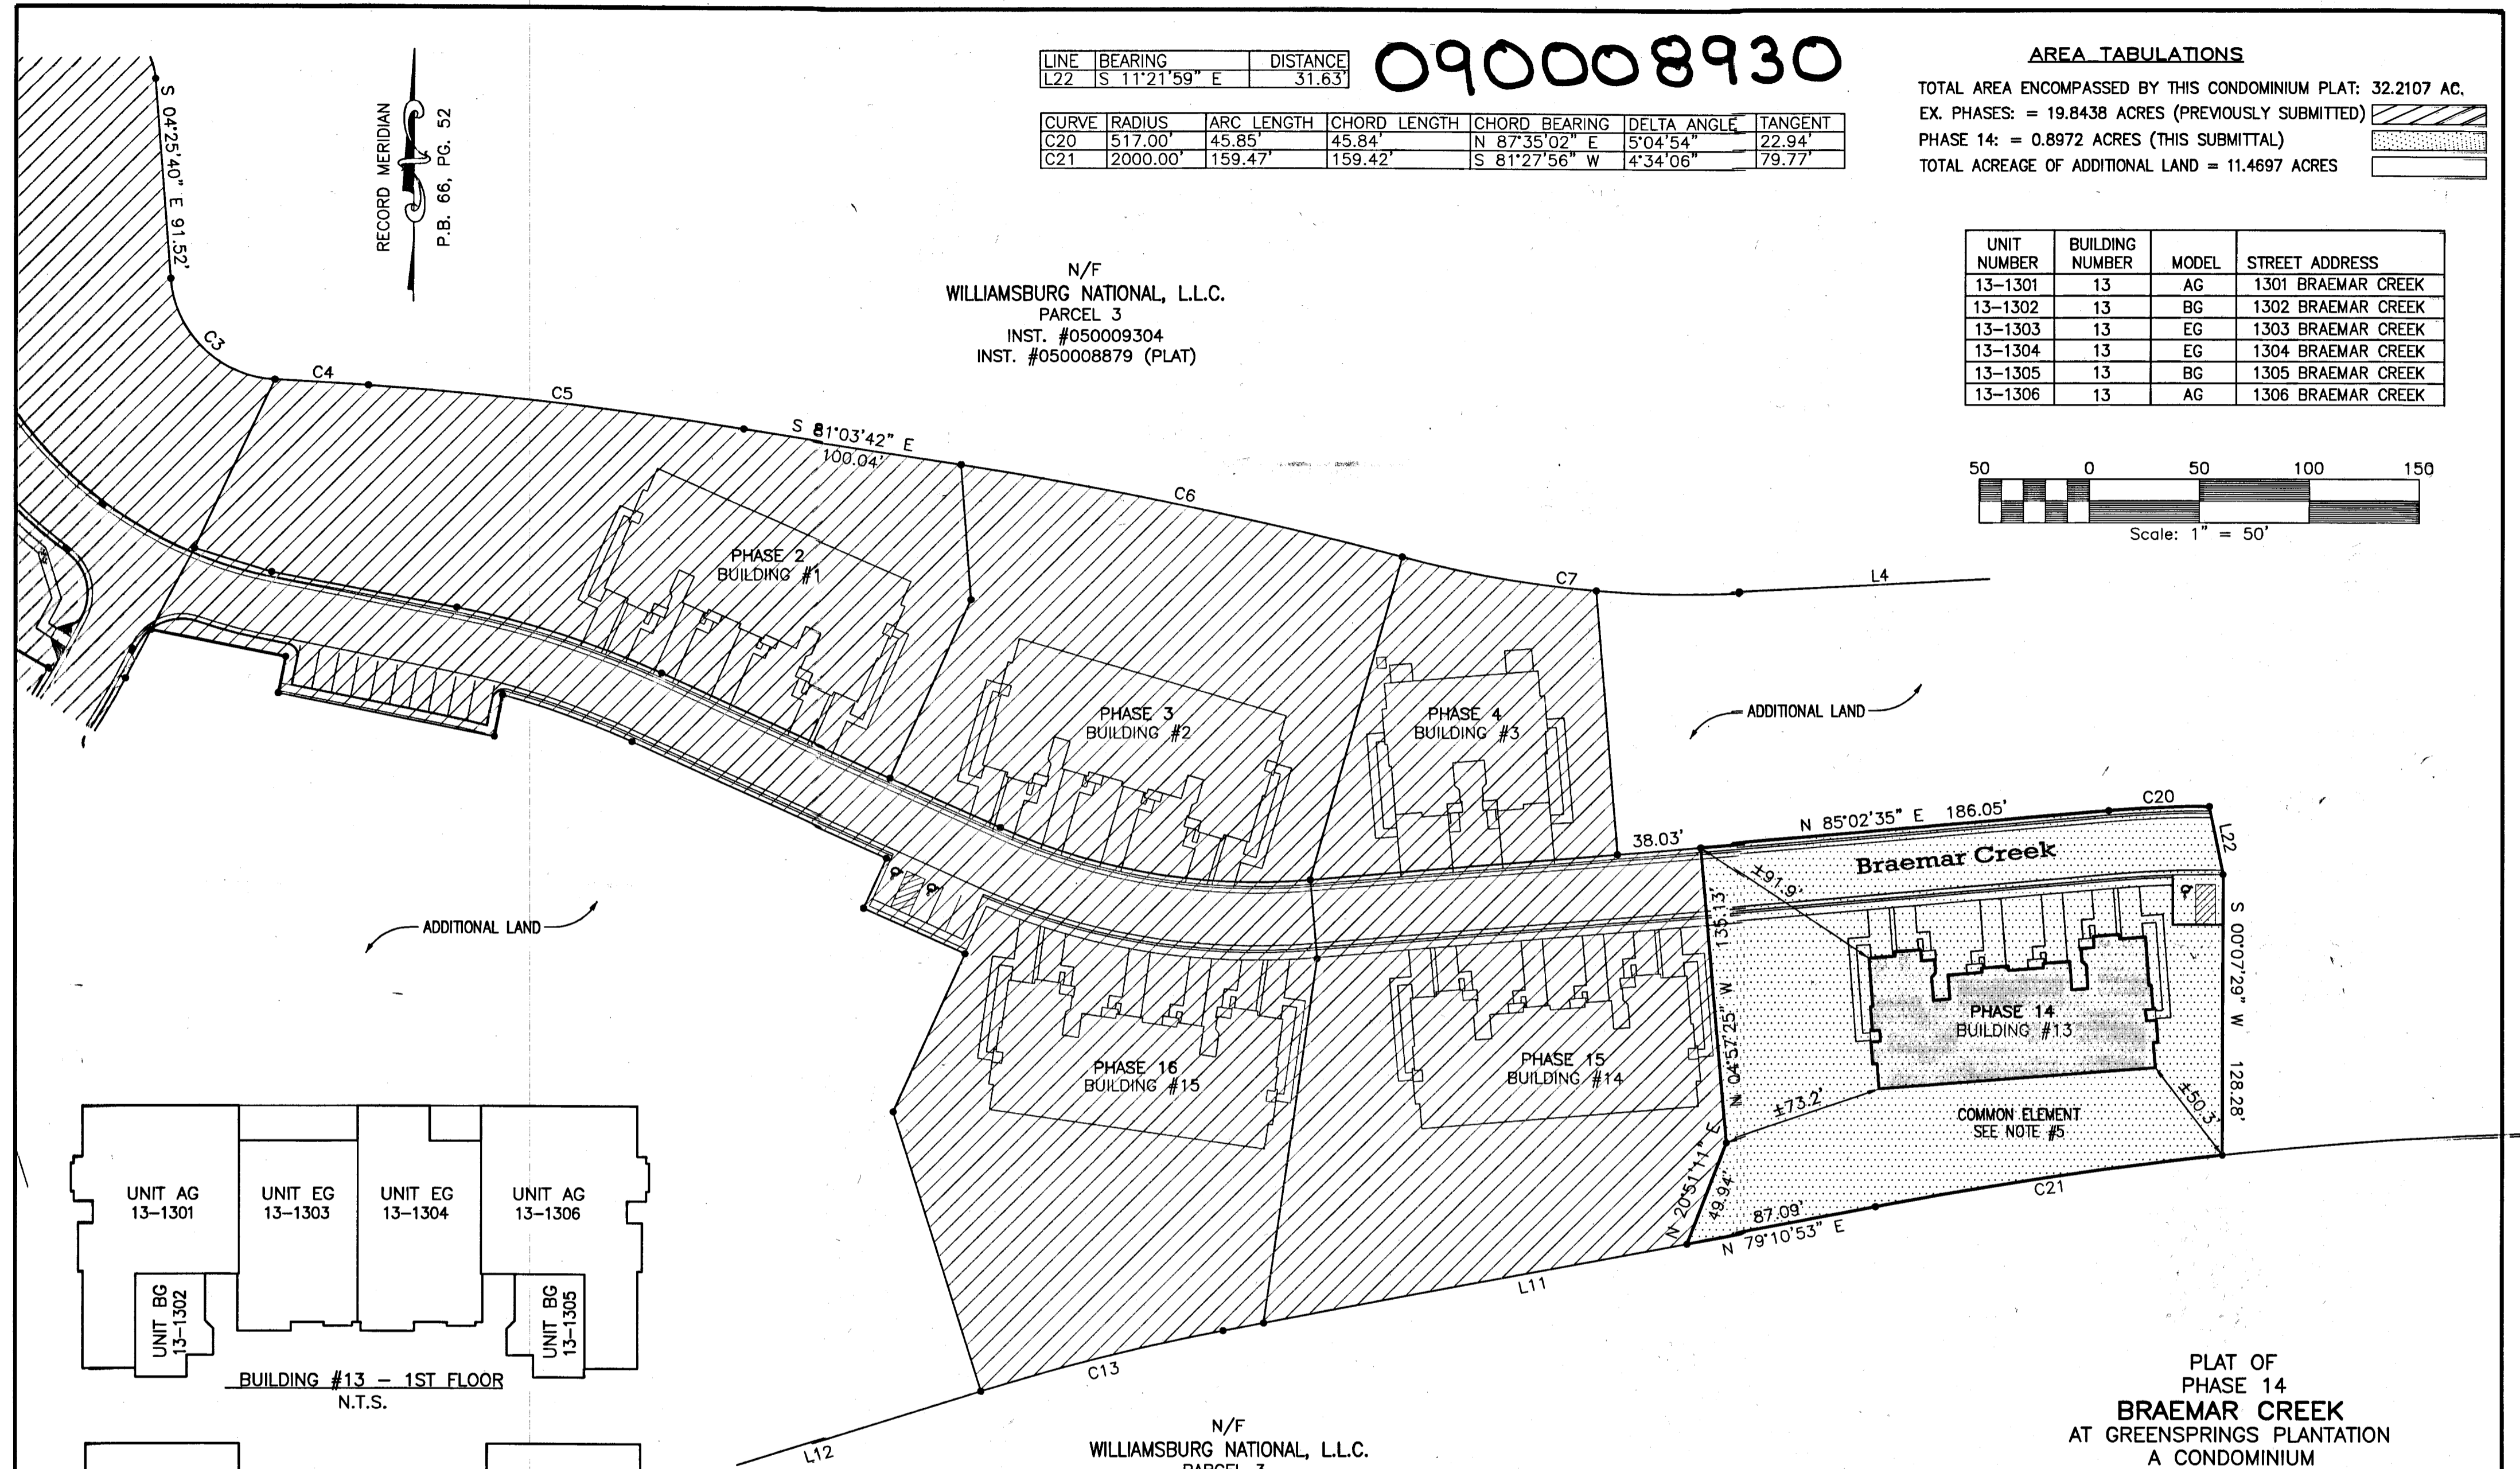 090008930
LINE BEARING DISTANCE
L22 S 11°21'59" E 31.63'
CURVE RADIUS ARC LENGTH CHORD LENGTH CHORD BEARING DELTA ANGLE TANGENT
C20 517.00' 45.85' 45.84' N 87°35'02" E 5°04'54" 22.94'
C21 2000.00' 159.47' 159.42' S 81°27'56" W 4°34'06" 79.77'
AREA TABULATIONS
TOTAL AREA ENCOMPASSED BY THIS CONDOMINIUM PLAT: 32.2107 AC.
EX. PHASES: = 19.8438 ACRES (PREVIOUSLY SUBMITTED)
PHASE 14: = 0.8972 ACRES (THIS SUBMITTAL)
TOTAL ACREAGE OF ADDITIONAL LAND = 11.4697 ACRES
UNIT NUMBER BUILDING NUMBER MODEL STREET ADDRESS
13-1301 13 AG 1301 BRAEMAR CREEK
13-1302 13 BG 1302 BRAEMAR CREEK
13-1303 13 EG 1303 BRAEMAR CREEK
13-1304 13 EG 1304 BRAEMAR CREEK
13-1305 13 BG 1305 BRAEMAR CREEK
13-1306 13 AG 1306 BRAEMAR CREEK
50 0 50 100 150
Scale: 1" = 50'
RECORD MERIDIAN
P.B. 66, PG. 52
S 04°25'40" E 91.52'
N/F
WILLIAMSBURG NATIONAL, L.L.C.
PARCEL 3
INST. #050009304
INST. #050008879 (PLAT)
C3
C4
C5
S 81°03'42" E
100.04'
C6
C7
L4
PHASE 2
BUILDING #1
PHASE 3
BUILDING #2
PHASE 4
BUILDING #3
ADDITIONAL LAND
38.03'
N 85°02'35" E 186.05'
C20
L22
Braemar Creek
±91.9'
N 04°57'25" W 135.13'
S 00°07'29" W 128.28'
ADDITIONAL LAND
PHASE 16
BUILDING #15
PHASE 15
BUILDING #14
PHASE 14
BUILDING #13
±73.2'
±50.3'
COMMON ELEMENT
SEE NOTE #5
N 20°51'11" E
49.94'
87.09'
N 79°10'53" E
C21
L11
C13
L12
UNIT AG
13-1301
UNIT EG
13-1303
UNIT EG
13-1304
UNIT AG
13-1306
UNIT BG
13-1302
UNIT BG
13-1305
BUILDING #13 - 1ST FLOOR
N.T.S.
N/F
WILLIAMSBURG NATIONAL, L.L.C.
PARCEL 3
PLAT OF
PHASE 14
BRAEMAR CREEK
AT GREENSPRINGS PLANTATION
A CONDOMINIUM